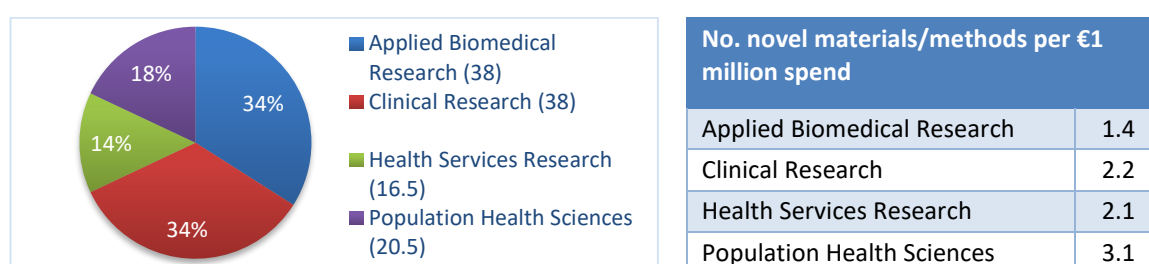 34%
34%
14%
18%
Applied Biomedical
Research (38)
Clinical Research (38)
Health Services Research
(16.5)
Population Health Sciences
(20.5)
No. novel materials/methods per €1
million spend
Applied Biomedical Research 1.4
Clinical Research 2.2
Health Services Research 2.1
Population Health Sciences 3.1